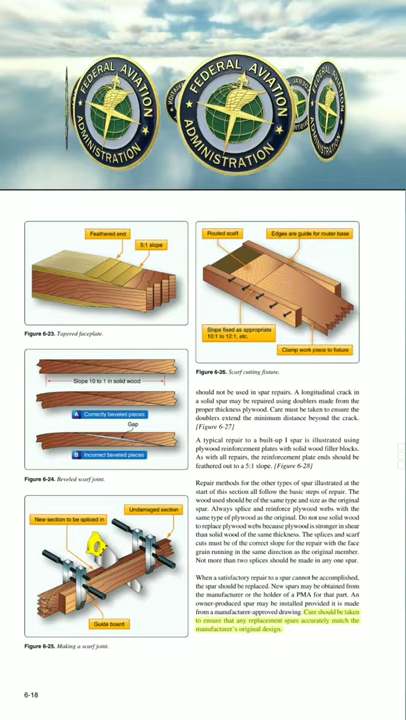 FEDERAL AVIATION
ADMINISTRATION
FEDERAL AVIATION
ADMINISTRATION
Feathered end
5:1 slope
Figure 6-23. Tapered faceplate.
Slope 10 to 1 in solid wood
A Correctly beveled pieces
Gap
B Incorrect beveled pieces
Figure 6-24. Beveled scarf joint.
New section to be spliced in
Undamaged section
Guide board
Figure 6-25. Making a scarf joint.
Routed scarf
Edges are guide for router base
Slope fixed as appropriate
10:1 to 12:1, etc.
Clamp work piece to fixture
Figure 6-26. Scarf cutting fixture.
should not be used in spar repairs. A longitudinal crack in
a solid spar may be repaired using doublers made from the
proper thickness plywood. Care must be taken to ensure the
doublers extend the minimum distance beyond the crack.
[Figure 6-27]
A typical repair to a built-up I spar is illustrated using
plywood reinforcement plates with solid wood filler blocks.
As with all repairs, the reinforcement plate ends should be
feathered out to a 5:1 slope. [Figure 6-28]
Repair methods for the other types of spar illustrated at the
start of this section all follow the basic steps of repair. The
wood used should be of the same type and size as the original
spar. Always splice and reinforce plywood webs with the
same type of plywood as the original. Do not use solid wood
to replace plywood webs because plywood is stronger in shear
than solid wood of the same thickness. The splices and scarf
cuts must be of the correct slope for the repair with the face
grain running in the same direction as the original member.
Not more than two splices should be made in any one spar.
When a satisfactory repair to a spar cannot be accomplished,
the spar should be replaced. New spars may be obtained from
the manufacturer or the holder of a PMA for that part. An
owner-produced spar may be installed provided it is made
from a manufacturer-approved drawing. Care should be taken
to ensure that any replacement spars accurately match the
manufacturer's original design.
6-18